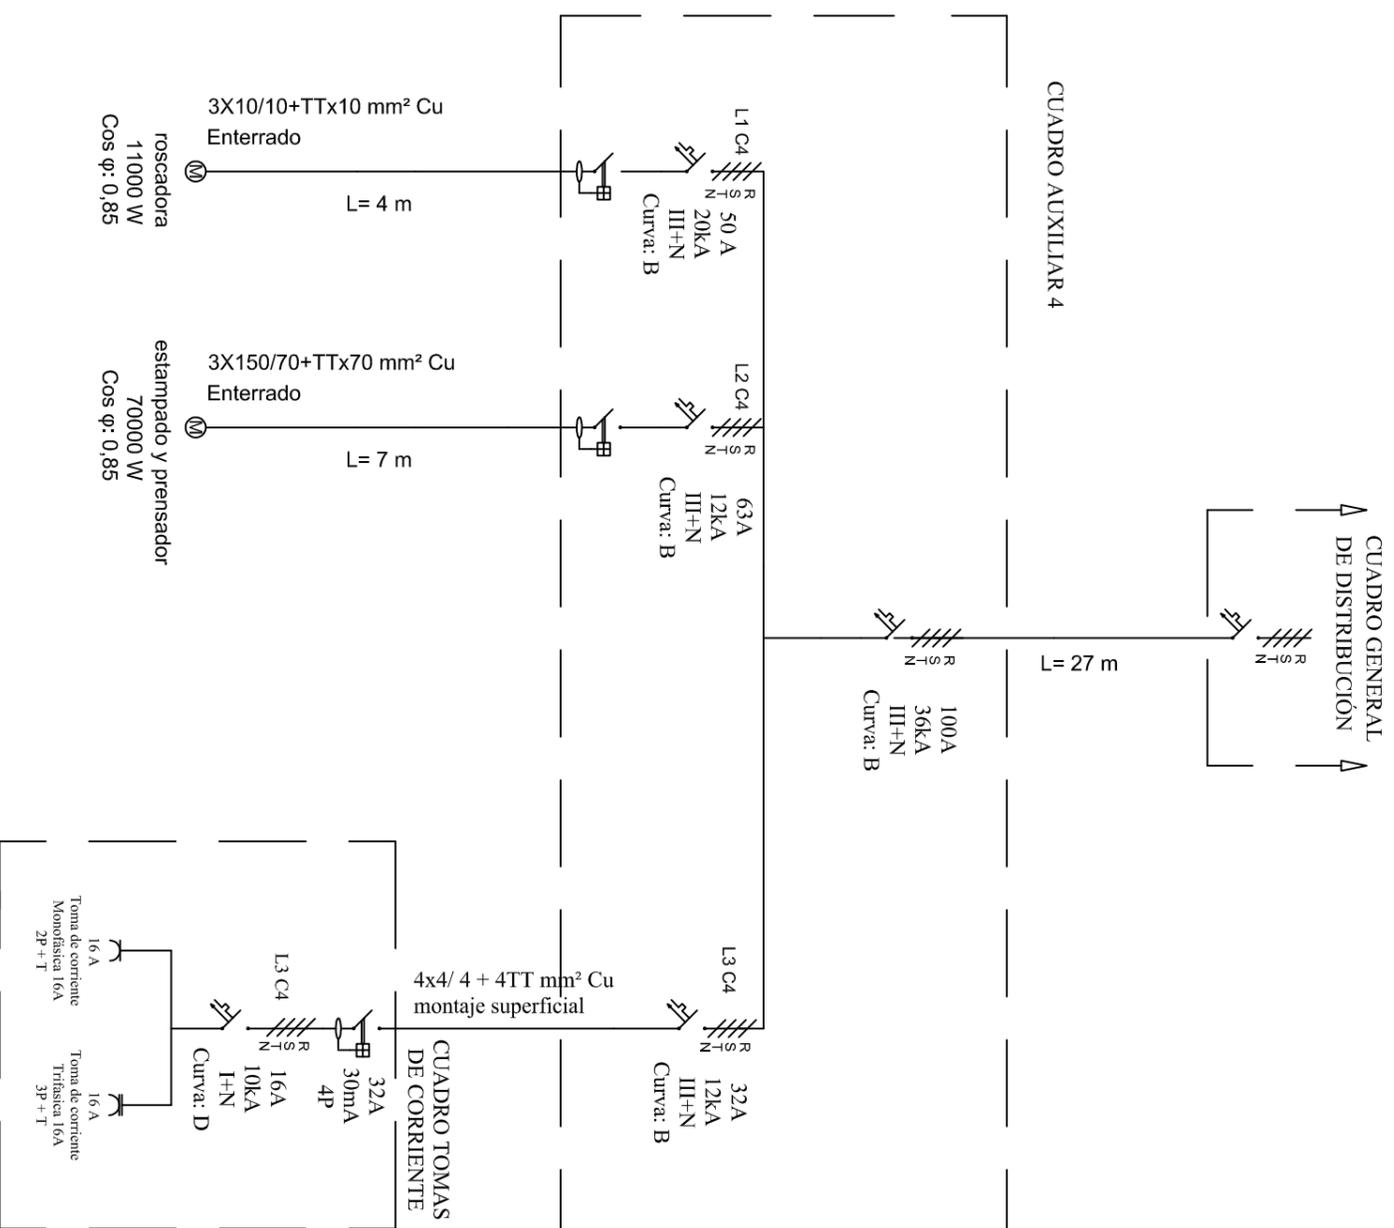 CUADRO GENERAL
DE DISTRIBUCIÓN
R
S
T
N
L= 27 m
CUADRO AUXILIAR 4
R
S
T
N
100A
36kA
III+N
Curva: B
L1 C4
R
S
T
N
50 A
20kA
III+N
Curva: B
3X10/10+TTx10 mm² Cu
Enterrado
L= 4 m
M
roscadora
11000 W
Cos φ: 0,85
L2 C4
R
S
T
N
63A
12kA
III+N
Curva: B
3X150/70+TTx70 mm² Cu
Enterrado
L= 7 m
M
estampado y prensador
70000 W
Cos φ: 0,85
L3 C4
R
S
T
N
32A
12kA
III+N
Curva: B
4x4/ 4 + 4TT mm² Cu
montaje superficial
CUADRO TOMAS
DE CORRIENTE
32A
30mA
4P
L3 C4
R
S
T
N
16A
10kA
I+N
Curva: D
16 A
Toma de corriente
Monofásica 16A
2P + T
16 A
Toma de corriente
Trifasica 16A
3P + T